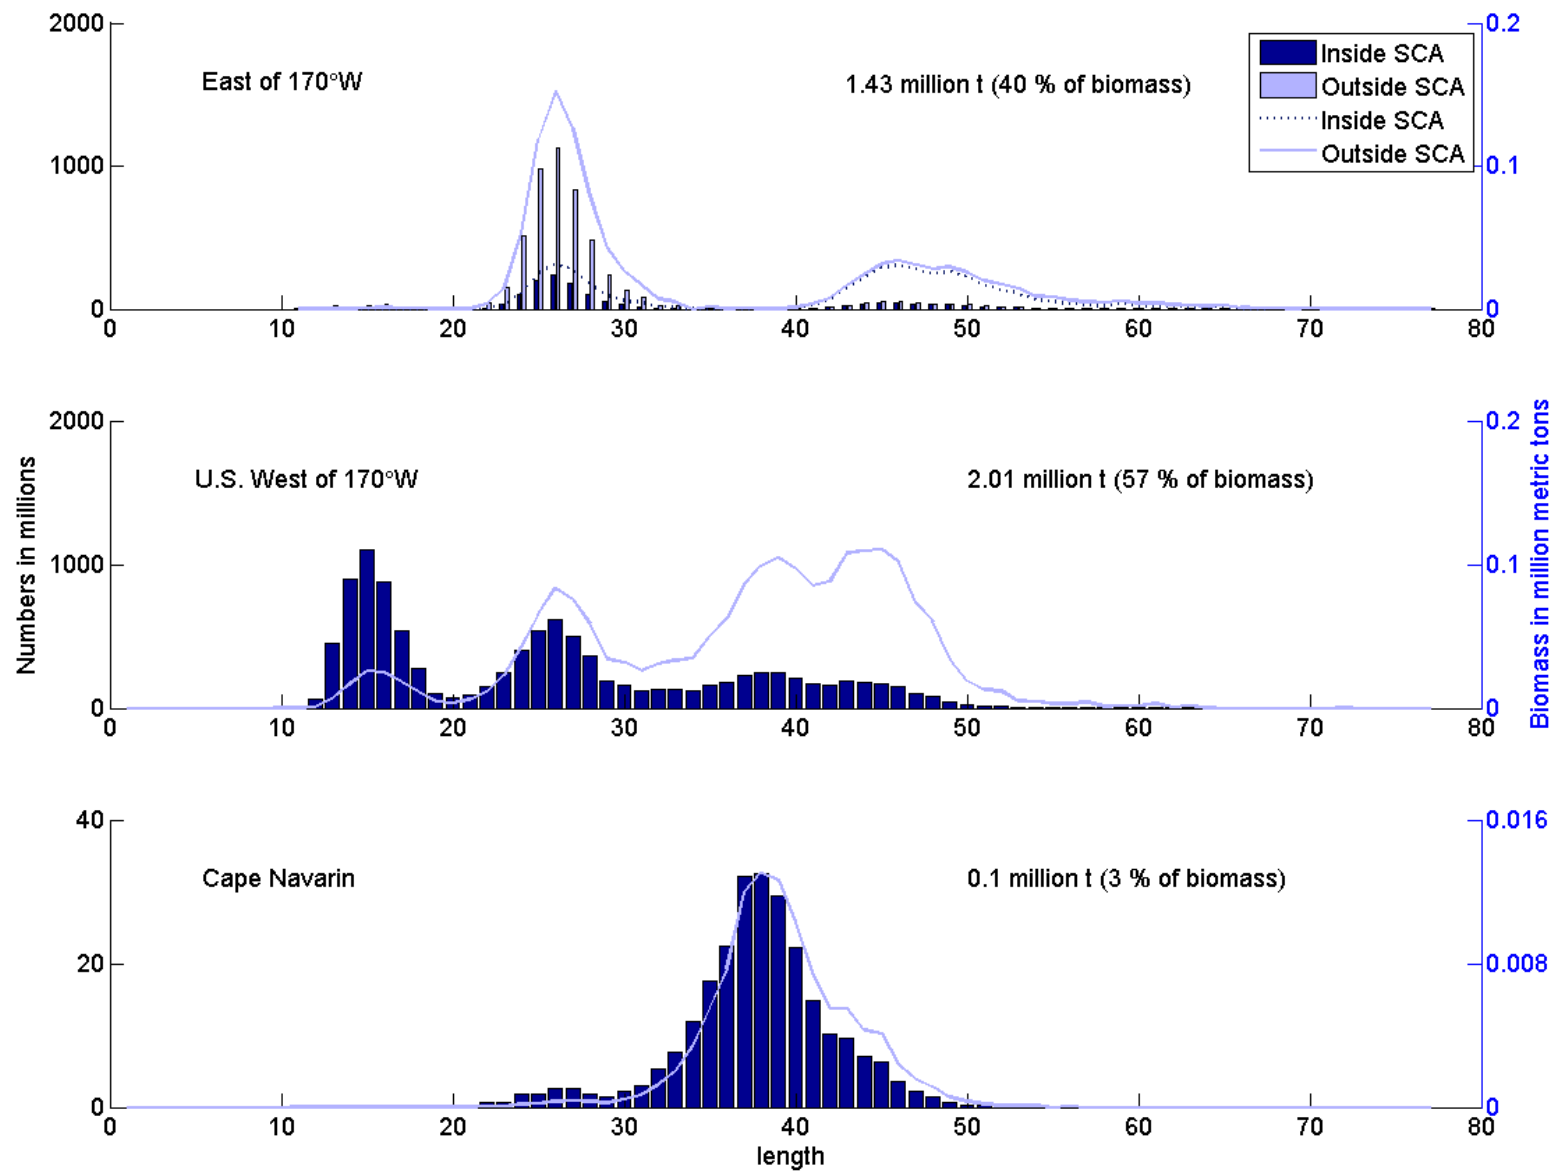 2000
0.2
Inside SCA
Outside SCA
Inside SCA
Outside SCA
East of 170°W
1.43 million t (40 % of biomass)
1000
0.1
0
0
0 10 20 30 40 50 60 70 80
2000
0.2
U.S. West of 170°W
2.01 million t (57 % of biomass)
Numbers in millions
Biomass in million metric tons
1000
0.1
0
0
0 10 20 30 40 50 60 70 80
40
0.016
Cape Navarin
0.1 million t (3 % of biomass)
20
0.008
0
0
0 10 20 30 40 50 60 70 80
length